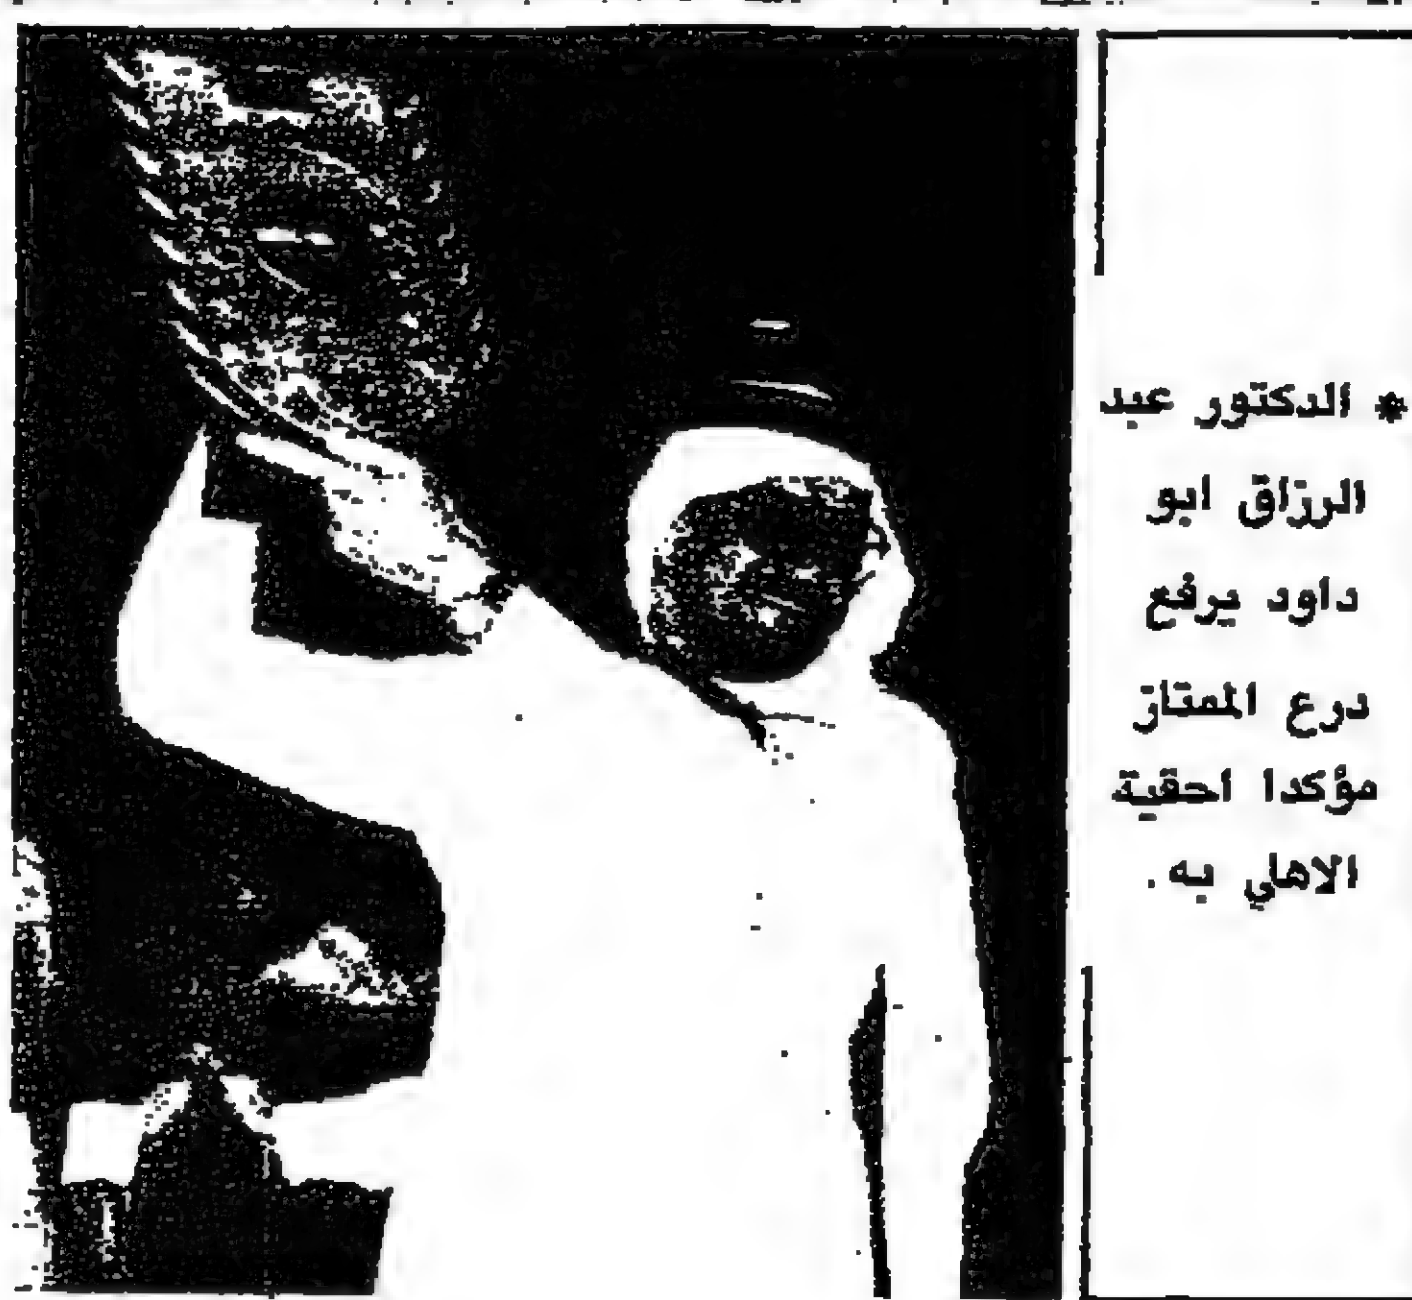 * الدكتور عبد
الرزاق ابو
داود يرفع
درع الممتاز
مؤكدا احقية
الاهلي به .